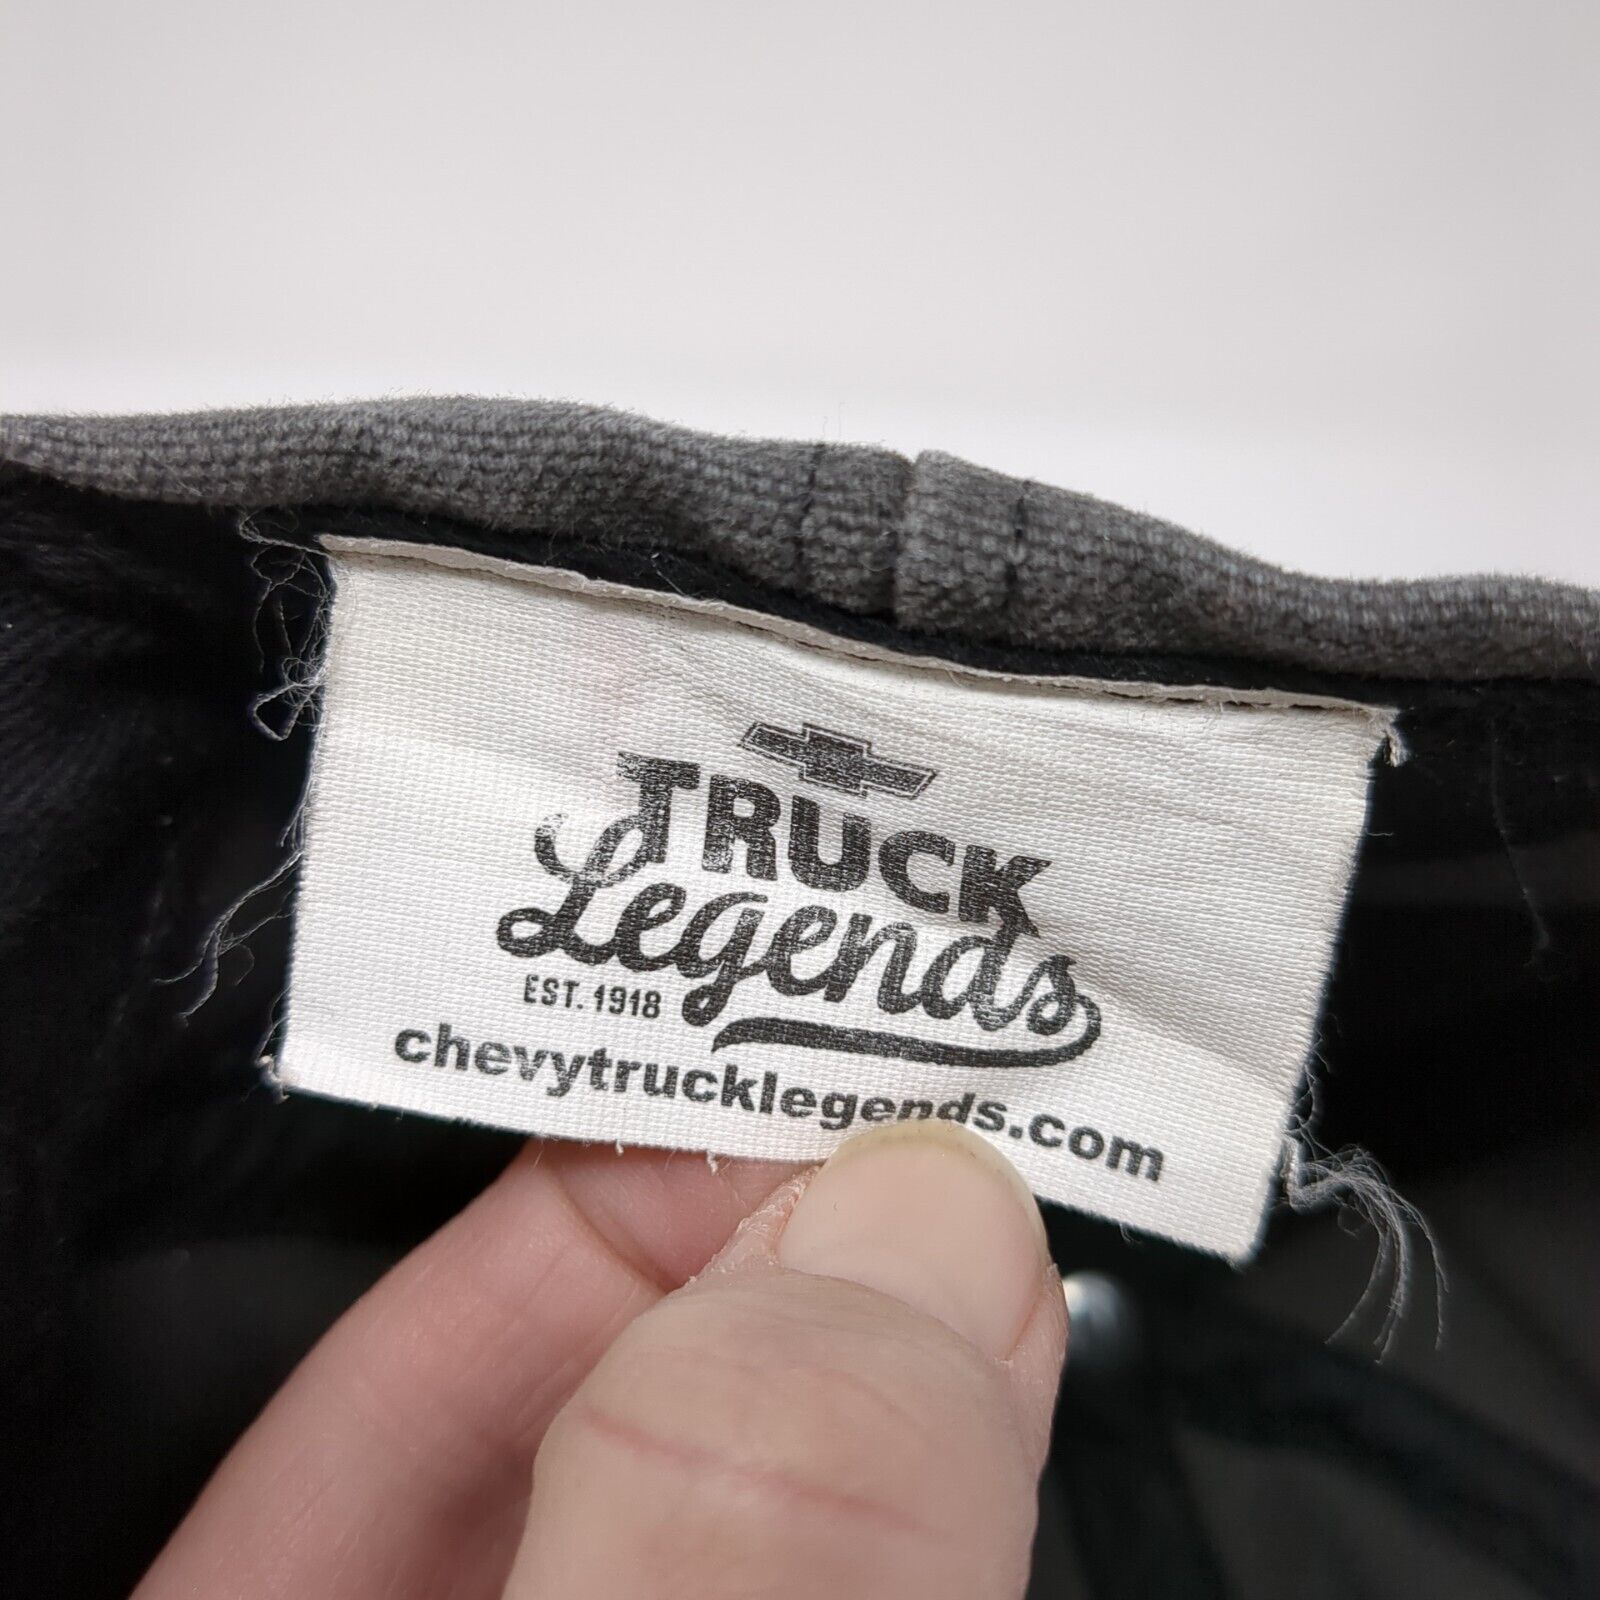 TRUCK
Legends
EST. 1918
chevytrucklegends.com